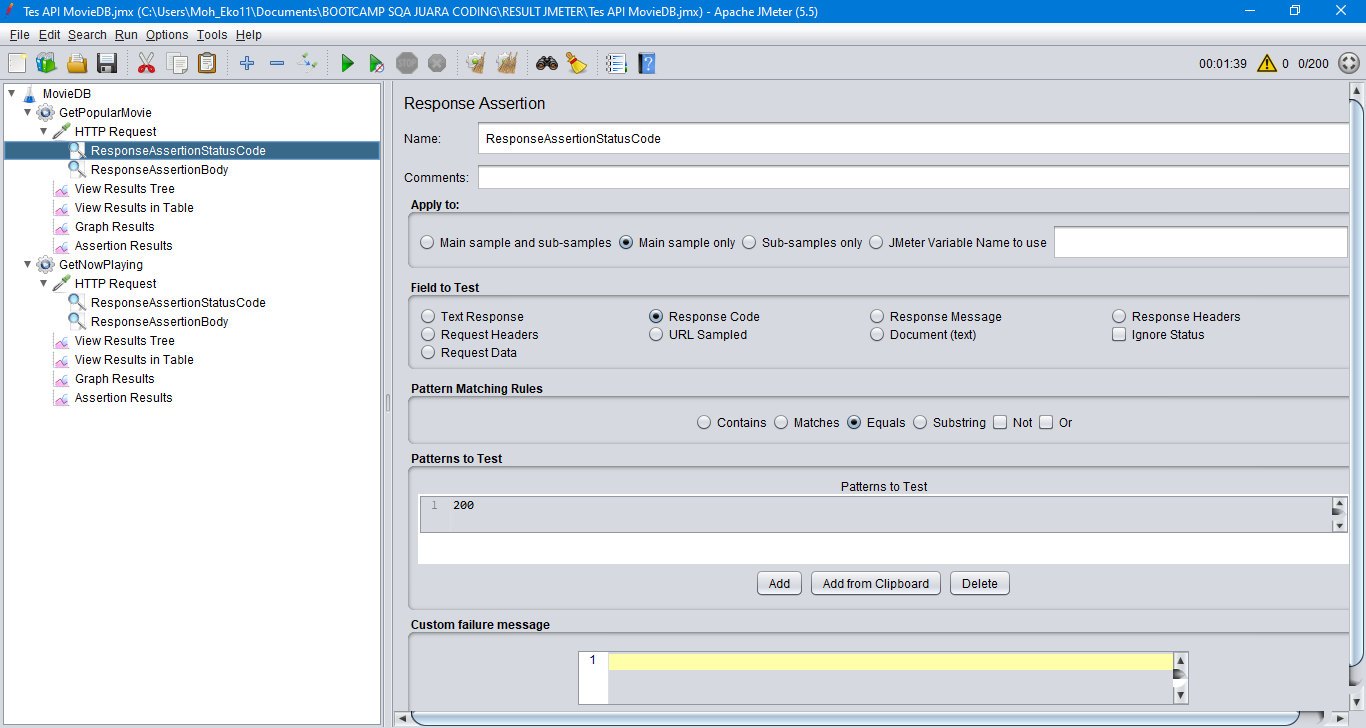 Tes API MovieDB.jmx (C:\Users\Moh_Eko11\Documents\BOOTCAMP SQA JUARA CODING\RESULT JMETER\Tes API MovieDB.jmx) - Apache JMeter (5.5)
File Edit Search Run Options Tools Help
STOP 00:01:39 0 0/200
MovieDB
GetPopularMovie
HTTP Request
ResponseAssertionStatusCode
ResponseAssertionBody
View Results Tree
View Results in Table
Graph Results
Assertion Results
GetNowPlaying
HTTP Request
ResponseAssertionStatusCode
ResponseAssertionBody
View Results Tree
View Results in Table
Graph Results
Assertion Results
Response Assertion
Name: ResponseAssertionStatusCode
Comments:
Apply to:
Main sample and sub-samples Main sample only Sub-samples only JMeter Variable Name to use
Field to Test
Text Response Response Code Response Message Response Headers
Request Headers URL Sampled Document (text) Ignore Status
Request Data
Pattern Matching Rules
Contains Matches Equals Substring Not Or
Patterns to Test
Patterns to Test
1 200
Add Add from Clipboard Delete
Custom failure message
1